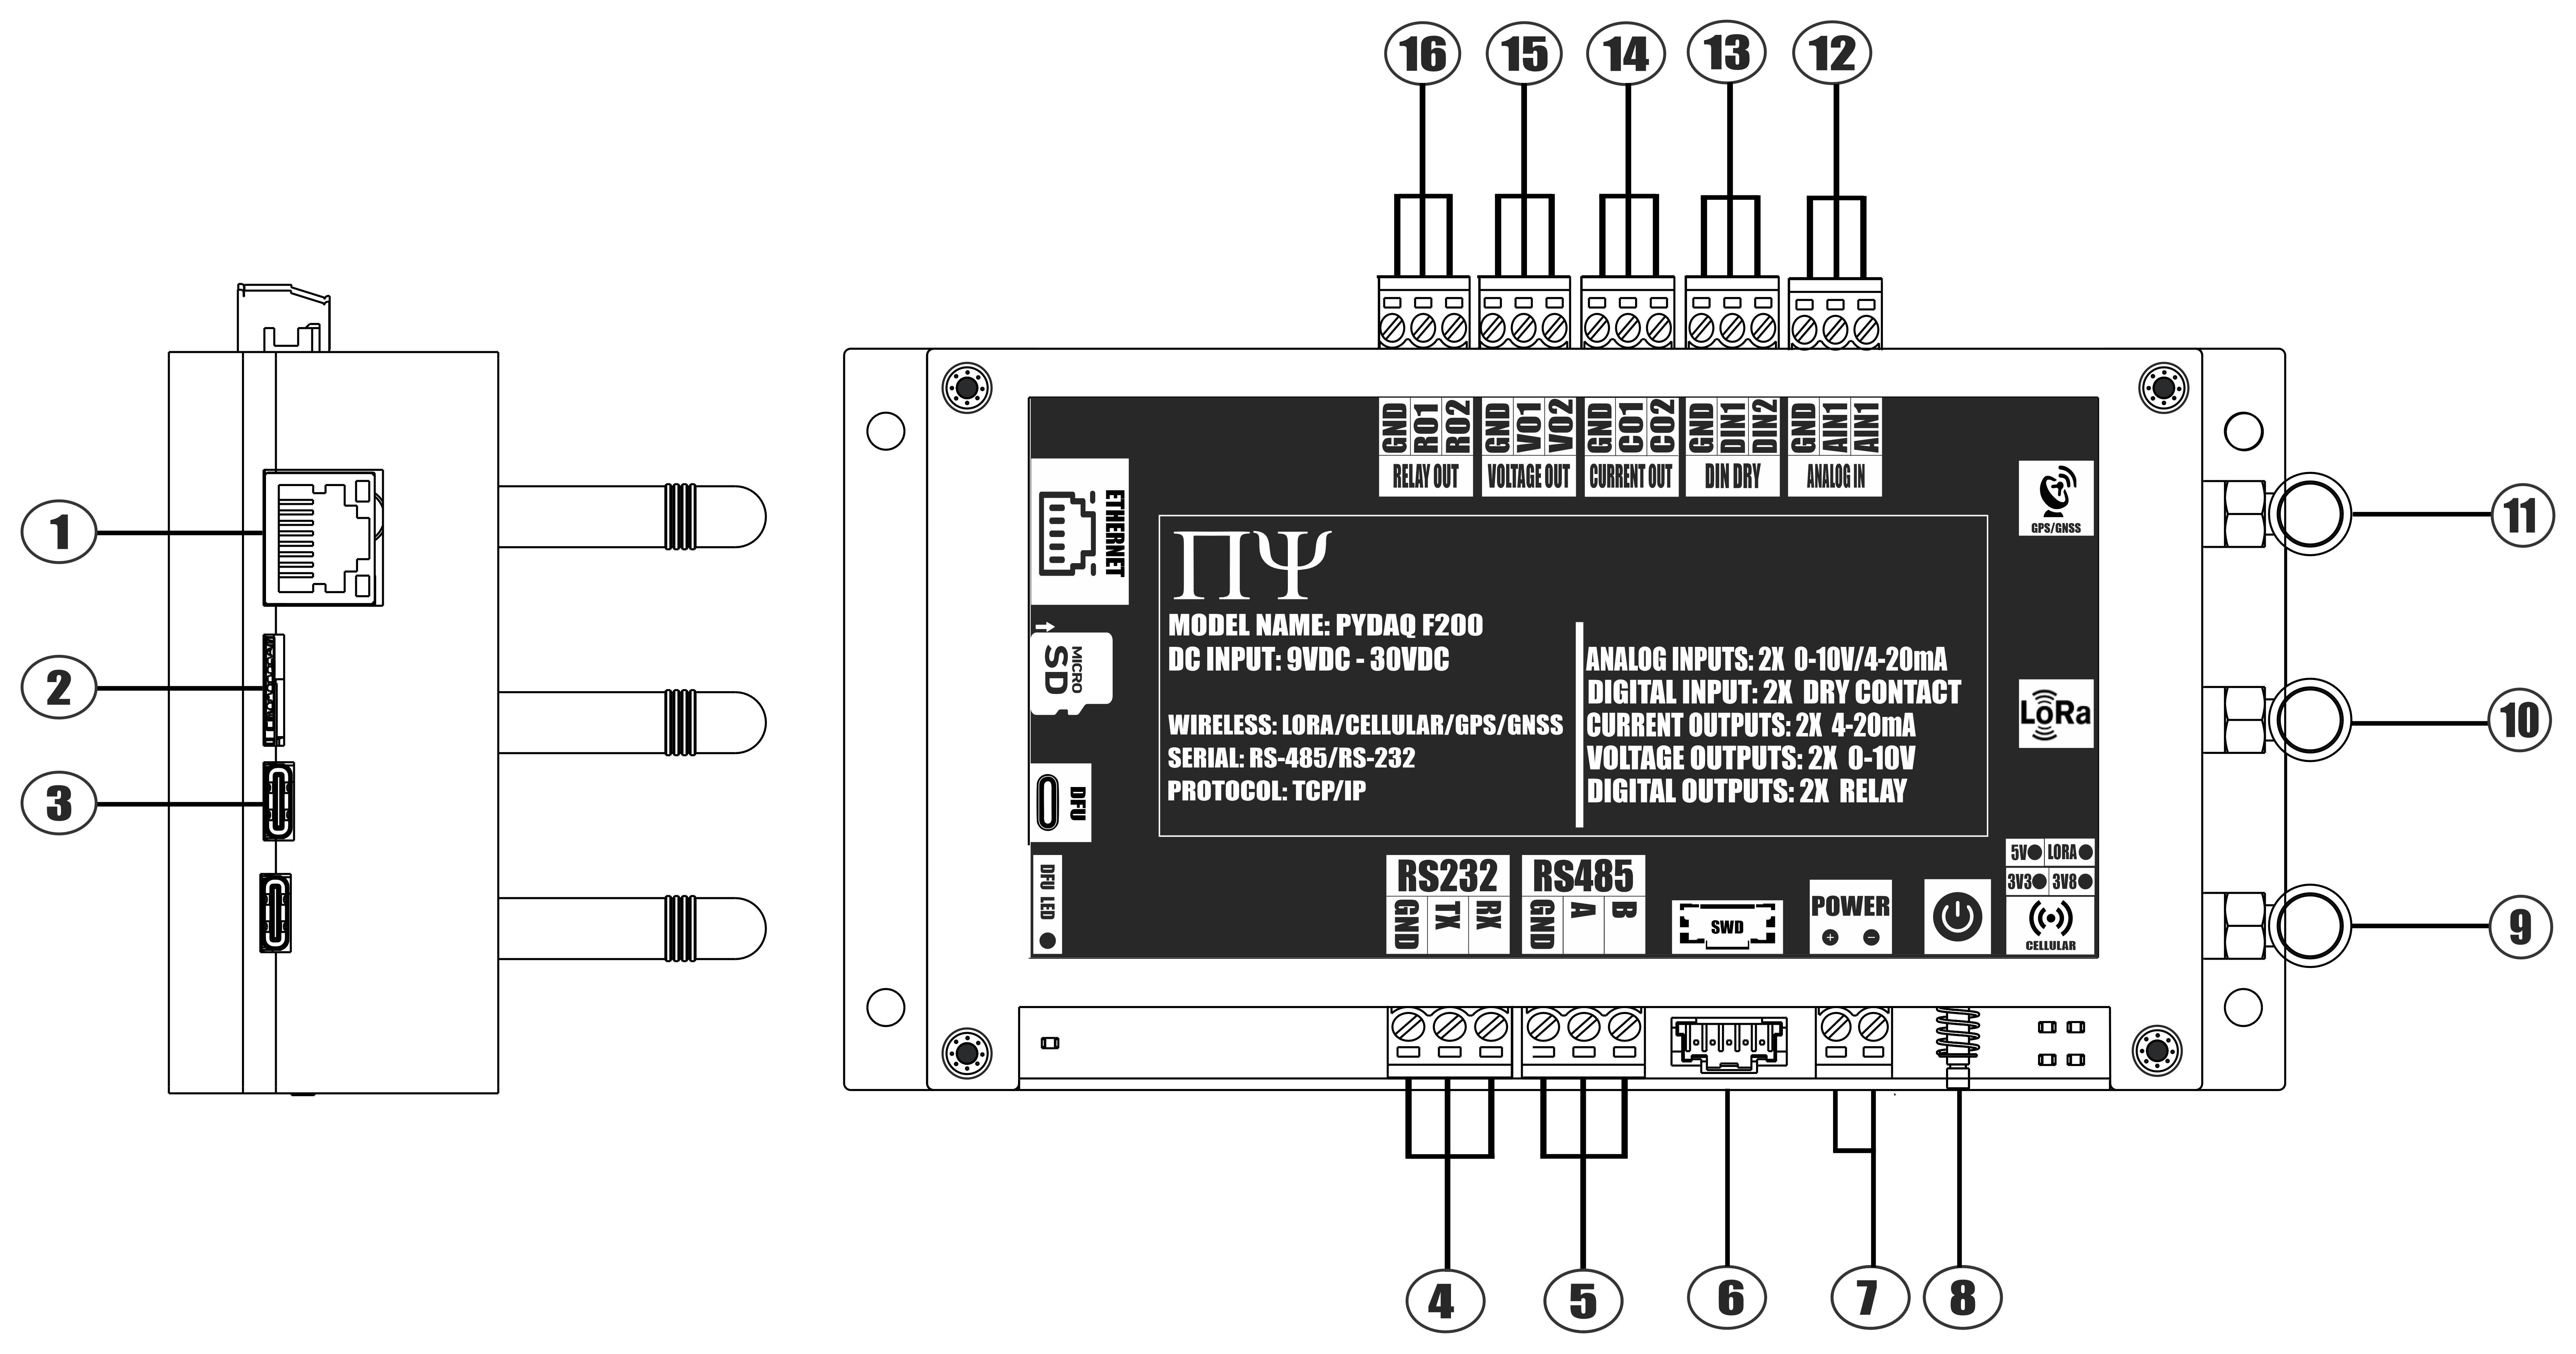 16 15 14 13 12
GND RO1 RO2
RELAY OUT
GND VO1 VO2
VOLTAGE OUT
GND CO1 CO2
CURRENT OUT
GND DIN1 DIN2
DIN DRY
GND AIN1 AIN1
ANALOG IN
1
2
3
ETHERNET
MICRO
SD
DFU
DFU LED
ΠΨ
MODEL NAME: PYDAQ F200
DC INPUT: 9VDC - 30VDC
WIRELESS: LORA/CELLULAR/GPS/GNSS
SERIAL: RS-485/RS-232
PROTOCOL: TCP/IP
ANALOG INPUTS: 2X 0-10V/4-20mA
DIGITAL INPUT: 2X DRY CONTACT
CURRENT OUTPUTS: 2X 4-20mA
VOLTAGE OUTPUTS: 2X 0-10V
DIGITAL OUTPUTS: 2X RELAY
GPS/GNSS
LoRa
5V LORA
3V3 3V8
CELLULAR
11
10
9
RS232
GND TX RX
RS485
GND A B
SWD
POWER
+ -
4 5 6 7 8